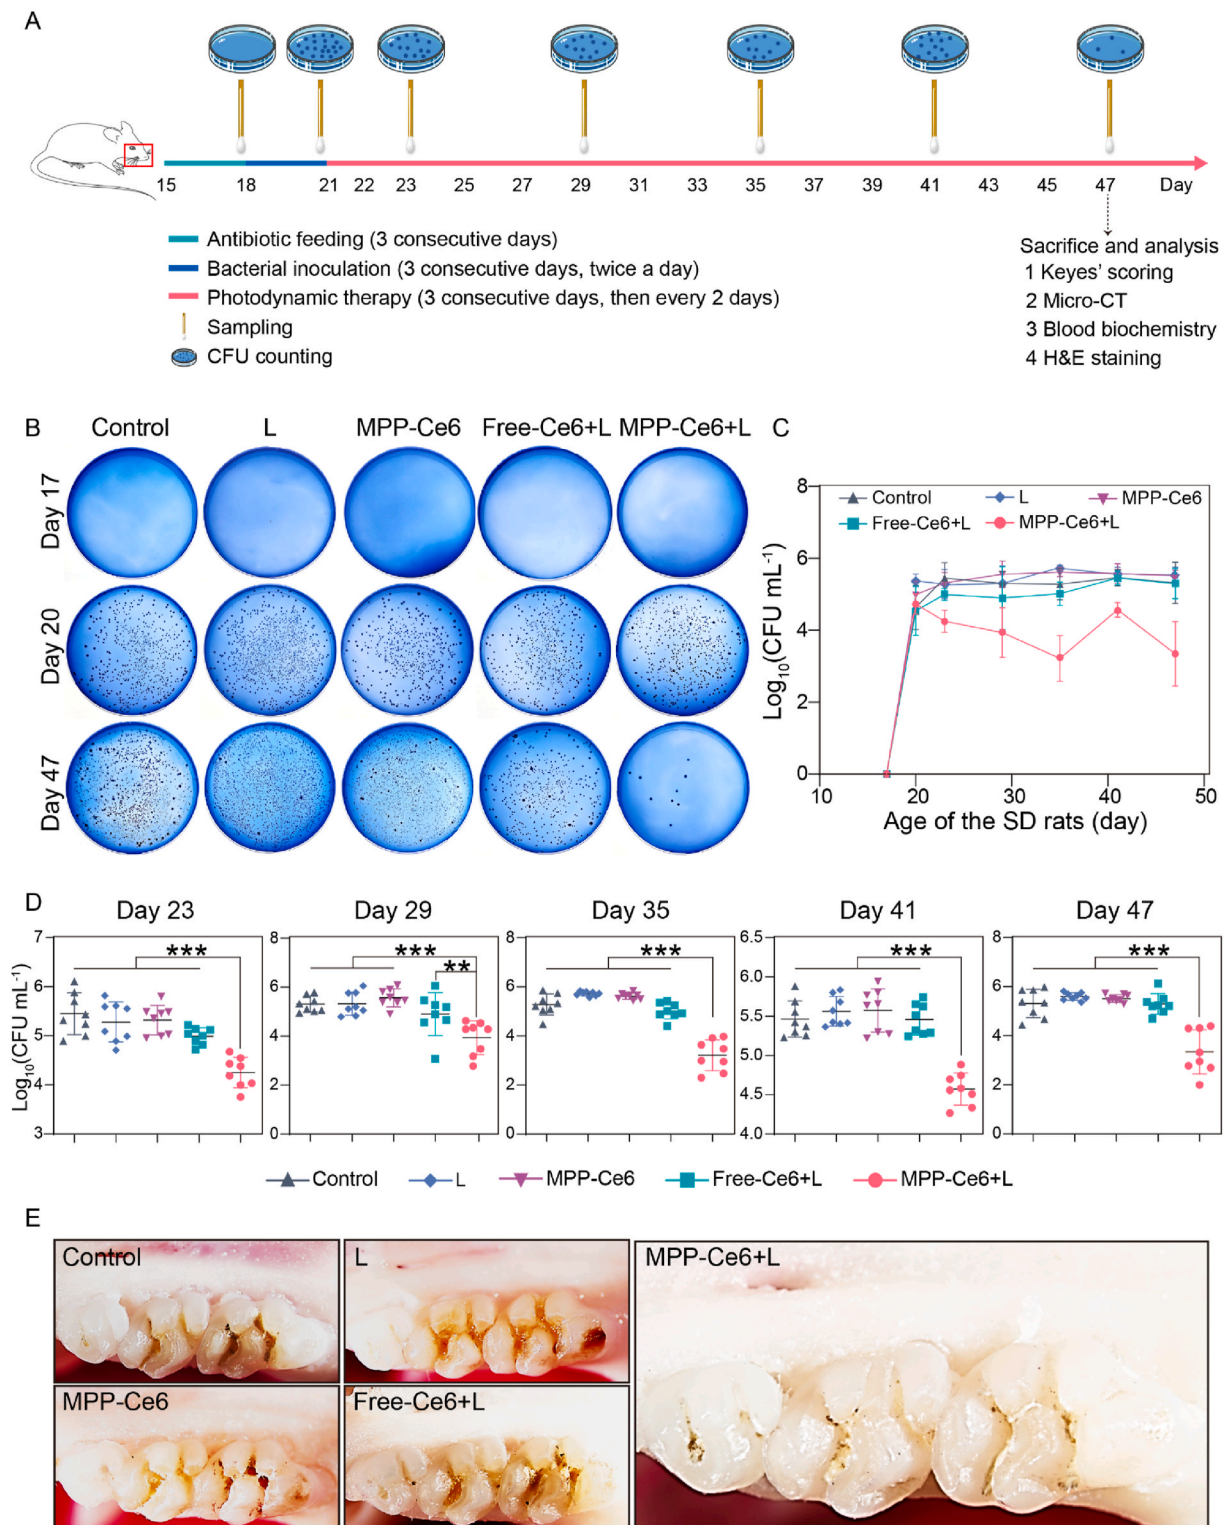 A
15 18 21 22 23 25 27 29 31 33 35 37 39 41 43 45 47 Day
Antibiotic feeding (3 consecutive days)
Bacterial inoculation (3 consecutive days, twice a day)
Photodynamic therapy (3 consecutive days, then every 2 days)
Sampling
CFU counting
Sacrifice and analysis
1 Keyes' scoring
2 Micro-CT
3 Blood biochemistry
4 H&E staining
B
Control L MPP-Ce6 Free-Ce6+L MPP-Ce6+L
Day 17
Day 20
Day 47
C
Control L MPP-Ce6
Free-Ce6+L MPP-Ce6+L
Log10(CFU mL-1)
8
6
4
2
0
10 20 30 40 50
Age of the SD rats (day)
D
Day 23 Day 29 Day 35 Day 41 Day 47
Log10(CFU mL-1)
7
6
5
4
3
***
8
6
4
2
0
***
**
8
6
4
2
0
***
6.5
6.0
5.5
5.0
4.5
4.0
***
8
6
4
2
0
***
Control L MPP-Ce6 Free-Ce6+L MPP-Ce6+L
E
Control
L
MPP-Ce6+L
MPP-Ce6
Free-Ce6+L